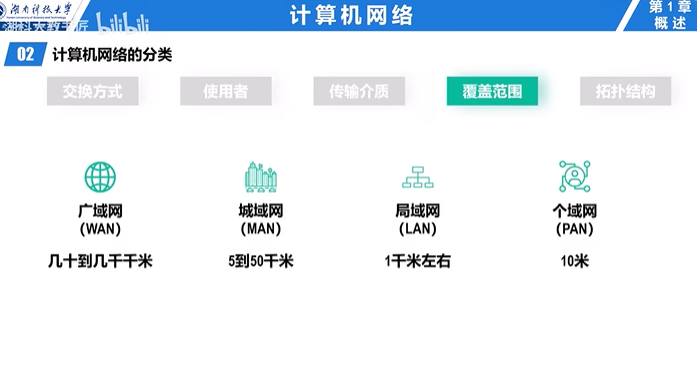 湖南科技大学
计算机网络
第1章
概述
湖科大教书匠 bilibili
02 计算机网络的分类
交换方式 使用者 传输介质 覆盖范围 拓扑结构
广域网 城域网 局域网 个域网
(WAN) (MAN) (LAN) (PAN)
几十到几千千米 5到50千米 1千米左右 10米